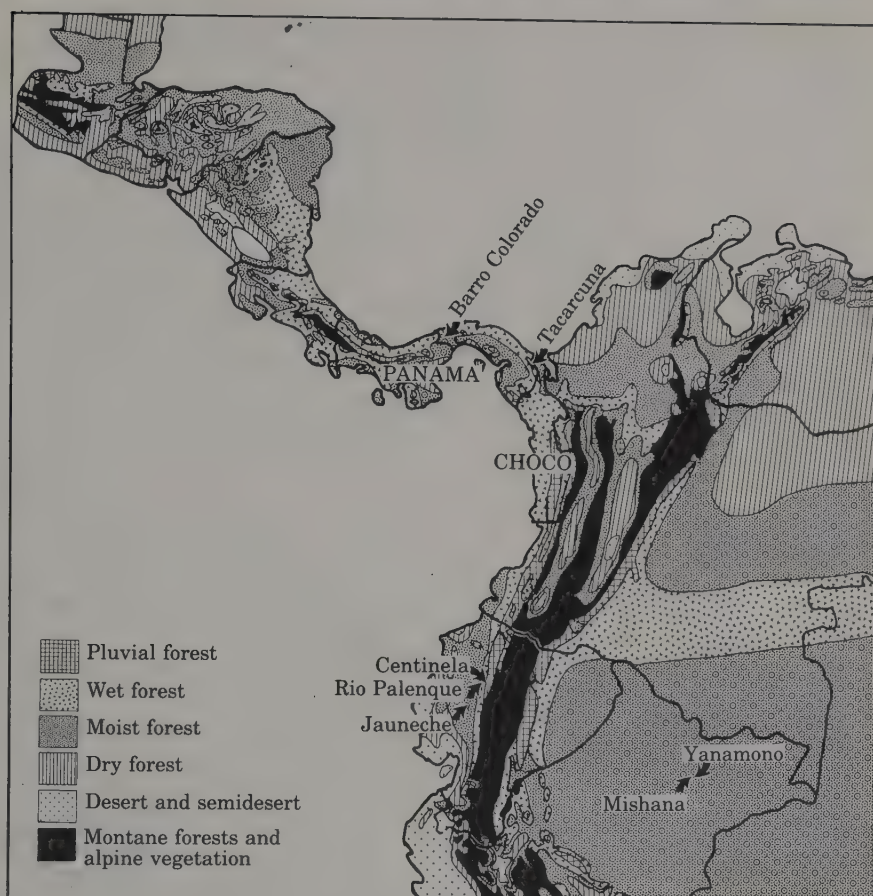 Barro Colorado
Tacarcuna
PANAMA
CHOCO
Centinela
Rio Palenque
Jauneche
Yanamono
Mishana
Pluvial forest
Wet forest
Moist forest
Dry forest
Desert and semidesert
Montane forests and
alpine vegetation